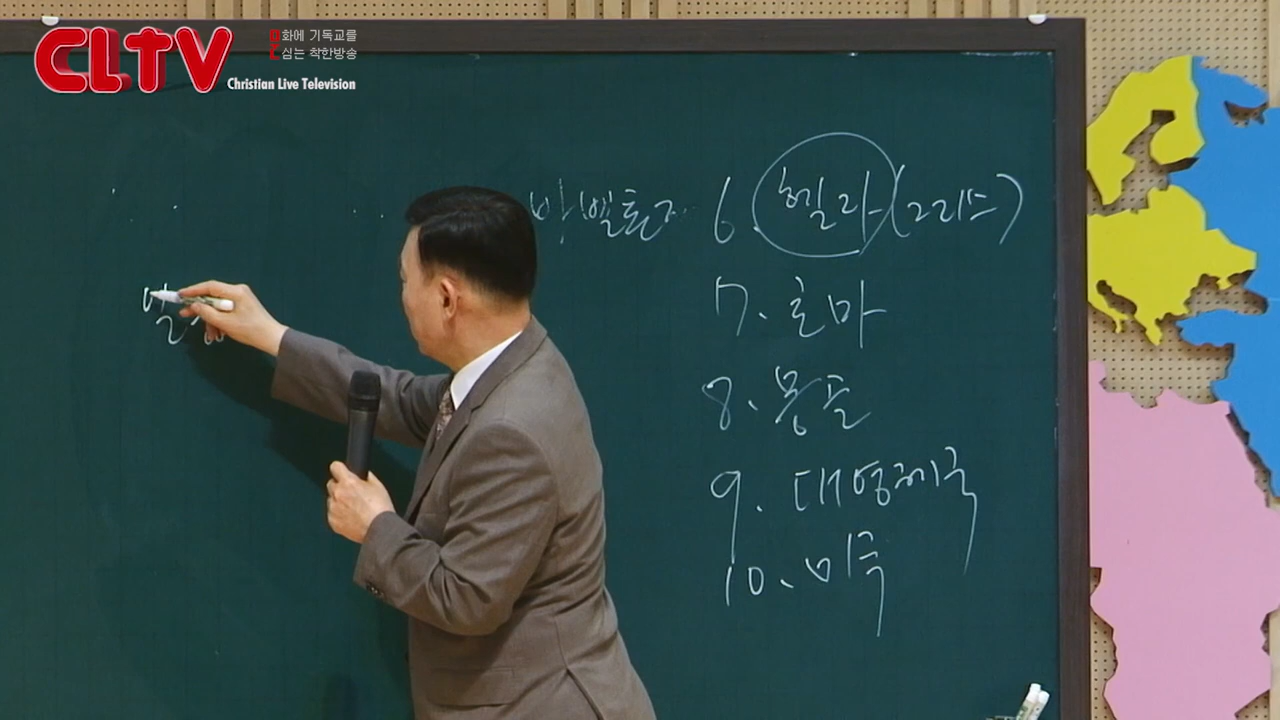 CLTV
화에 기독교를
심는 착한방송
Christian Live Television
바벨론
6. 헬라 (그리스)
7. 로마
8. 몽골
9. 대영제국
10. 미국